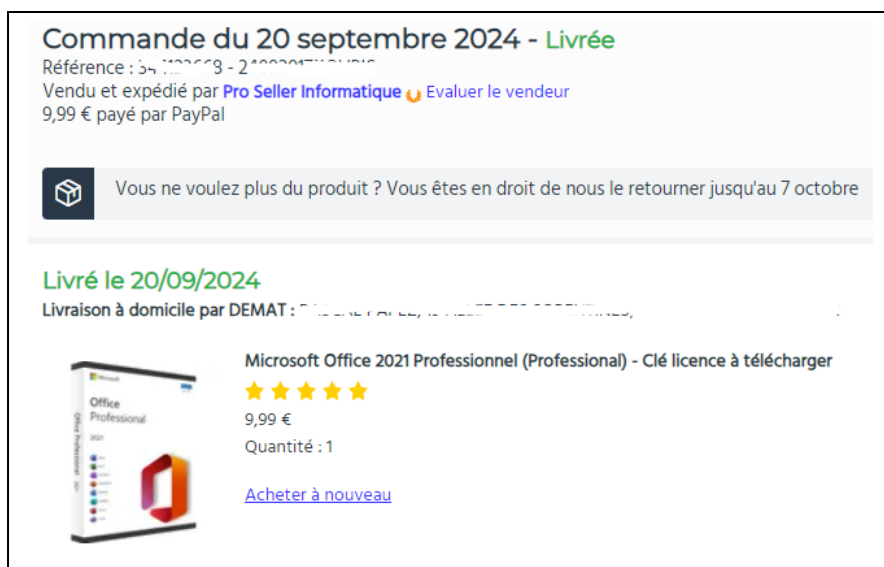 Commande du 20 septembre 2024 - Livrée
Référence :
Vendu et expédié par Pro Seller Informatique Evaluer le vendeur
9,99 € payé par PayPal
Vous ne voulez plus du produit ? Vous êtes en droit de nous le retourner jusqu'au 7 octobre
Livré le 20/09/2024
Livraison à domicile par DEMAT :
Microsoft Office 2021 Professionnel (Professional) - Clé licence à télécharger
9,99 €
Quantité : 1
Acheter à nouveau
Microsoft
Office
Professional
2021
Office Professional